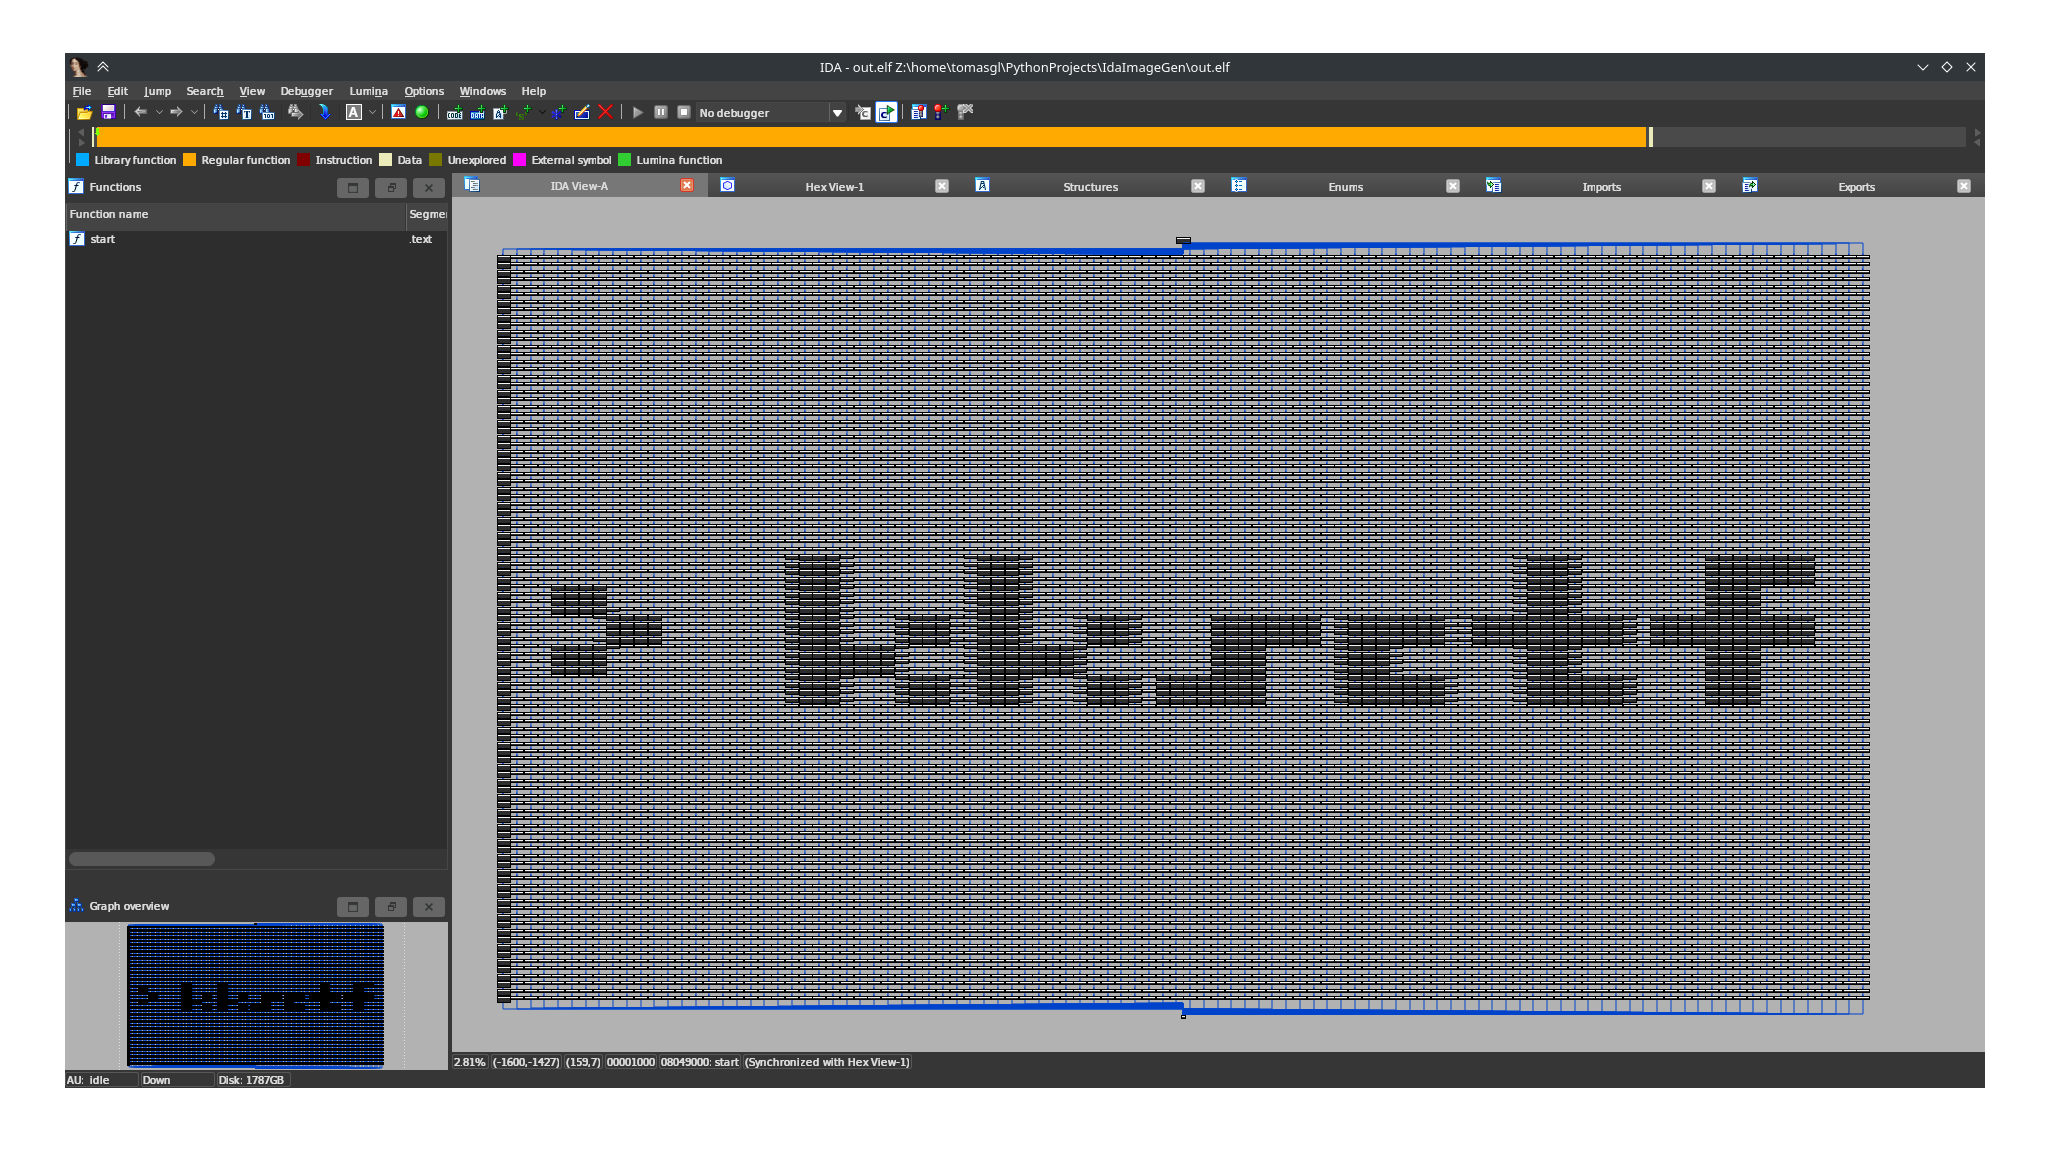 IDA - out.elf Z:\home\tomasgl\PythonProjects\IdaImageGen\out.elf
File Edit Jump Search View Debugger Lumina Options Windows Help
No debugger
Library function Regular function Instruction Data Unexplored External symbol Lumina function
Functions
Function name Segme
start .text
IDA View-A Hex View-1 Structures Enums Imports Exports
> kksctf
Graph overview
2.81% (-1600,-1427) (159,7) 00001000 08049000: start (Synchronized with Hex View-1)
AU: idle Down Disk: 1787GB